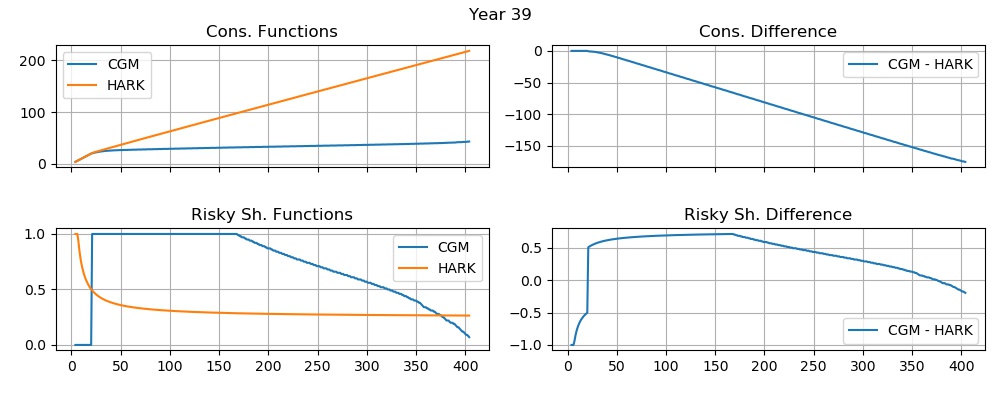 Year 39
Cons. Functions
200
100
0
CGM
HARK
Cons. Difference
0
−50
−100
−150
CGM - HARK
Risky Sh. Functions
1.0
0.5
0.0
CGM
HARK
0 50 100 150 200 250 300 350 400
Risky Sh. Difference
0.5
0.0
−0.5
−1.0
CGM - HARK
0 50 100 150 200 250 300 350 400